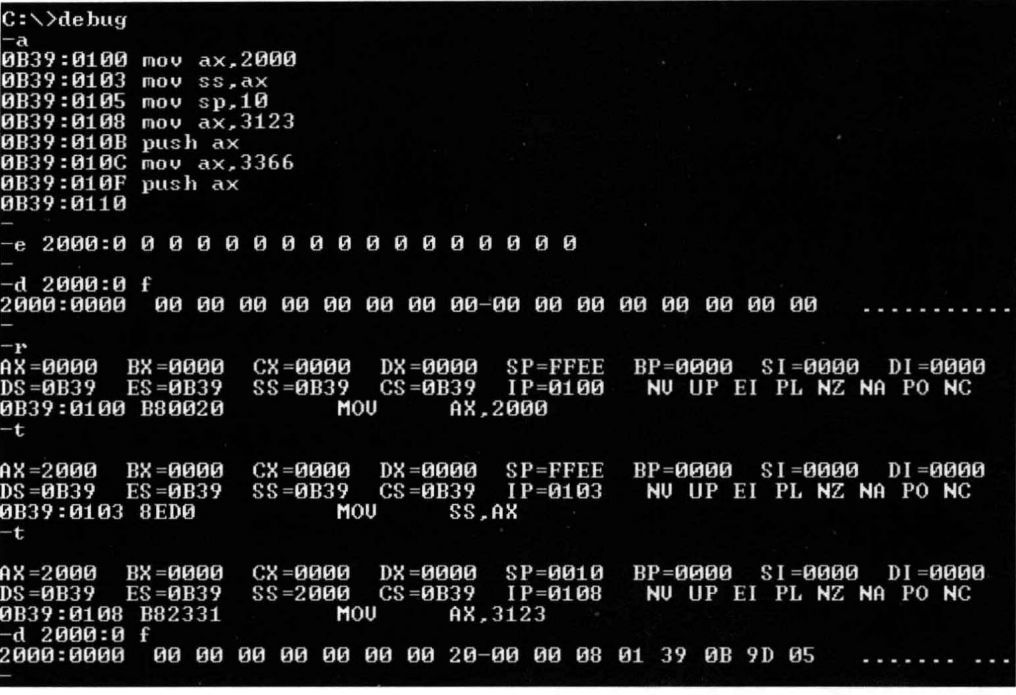 C:\>debug
-a
0B39:0100 mov ax,2000
0B39:0103 mov ss,ax
0B39:0105 mov sp,10
0B39:0108 mov ax,3123
0B39:010B push ax
0B39:010C mov ax,3366
0B39:010F push ax
0B39:0110
-
-e 2000:0 0 0 0 0 0 0 0 0 0 0 0 0 0 0 0 0
-
-d 2000:0 f
2000:0000  00 00 00 00 00 00 00 00-00 00 00 00 00 00 00 00   ...........
-
-r
AX=0000  BX=0000  CX=0000  DX=0000  SP=FFEE  BP=0000  SI=0000  DI=0000
DS=0B39  ES=0B39  SS=0B39  CS=0B39  IP=0100   NV UP EI PL NZ NA PO NC
0B39:0100 B80020        MOV     AX,2000
-t
AX=2000  BX=0000  CX=0000  DX=0000  SP=FFEE  BP=0000  SI=0000  DI=0000
DS=0B39  ES=0B39  SS=0B39  CS=0B39  IP=0103   NV UP EI PL NZ NA PO NC
0B39:0103 8ED0          MOV     SS,AX
-t
AX=2000  BX=0000  CX=0000  DX=0000  SP=0010  BP=0000  SI=0000  DI=0000
DS=0B39  ES=0B39  SS=2000  CS=0B39  IP=0108   NV UP EI PL NZ NA PO NC
0B39:0108 B82331        MOV     AX,3123
-d 2000:0 f
2000:0000  00 00 00 00 00 00 00 20-00 00 08 01 39 0B 9D 05   ....... ...
-